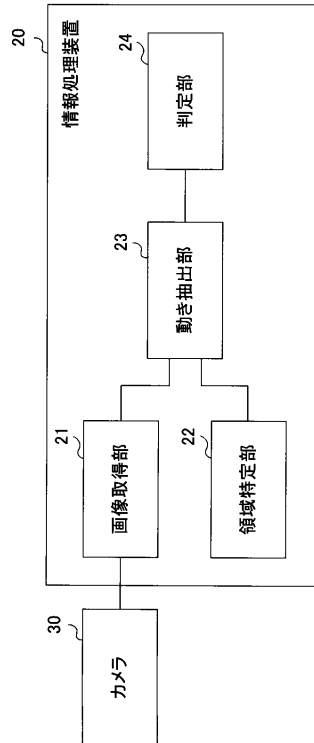 20
情報処理装置
30
カメラ
21
画像取得部
22
領域特定部
23
動き抽出部
24
判定部